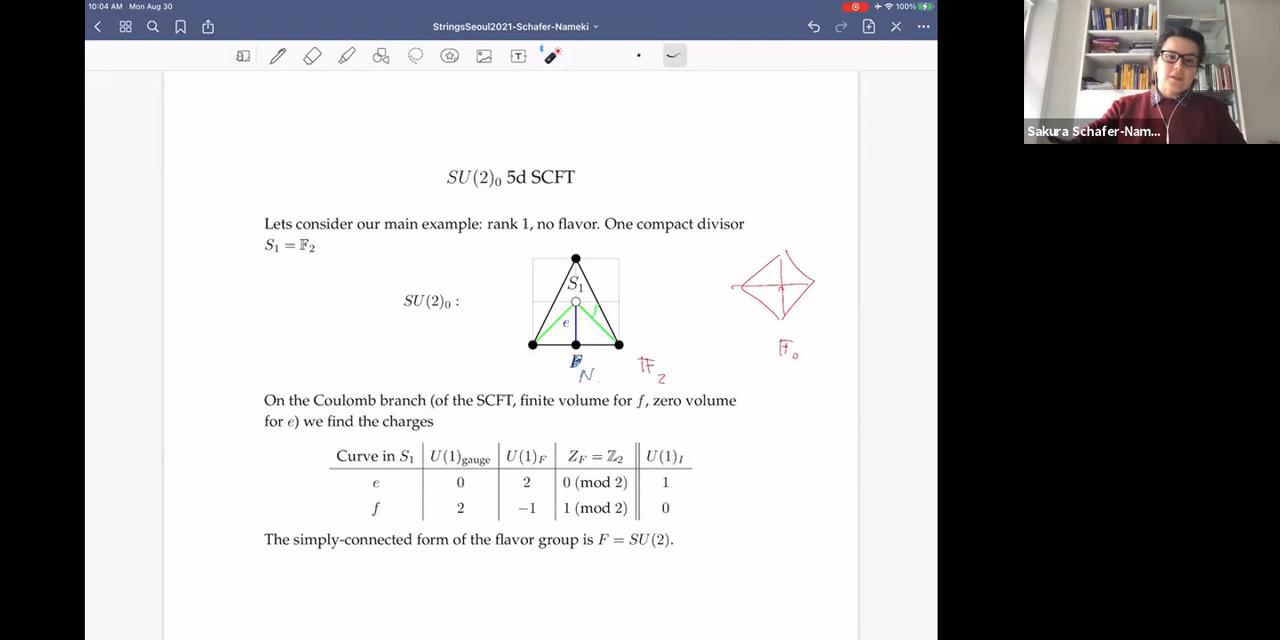 10:04 AM Mon Aug 30
100%
StringsSeoul2021-Schafer-Nameki
Sakura Schafer-Nam...
SU(2)₀ 5d SCFT
Lets consider our main example: rank 1, no flavor. One compact divisor
S₁ = 𝔽₂
SU(2)₀ :
S₁
e
N
𝔽₂
𝔽₀
On the Coulomb branch (of the SCFT, finite volume for f, zero volume
for e) we find the charges
Curve in S₁ U(1)gauge U(1)F ZF = ℤ₂ U(1)I
e 0 2 0 (mod 2) 1
f 2 −1 1 (mod 2) 0
The simply-connected form of the flavor group is F = SU(2).